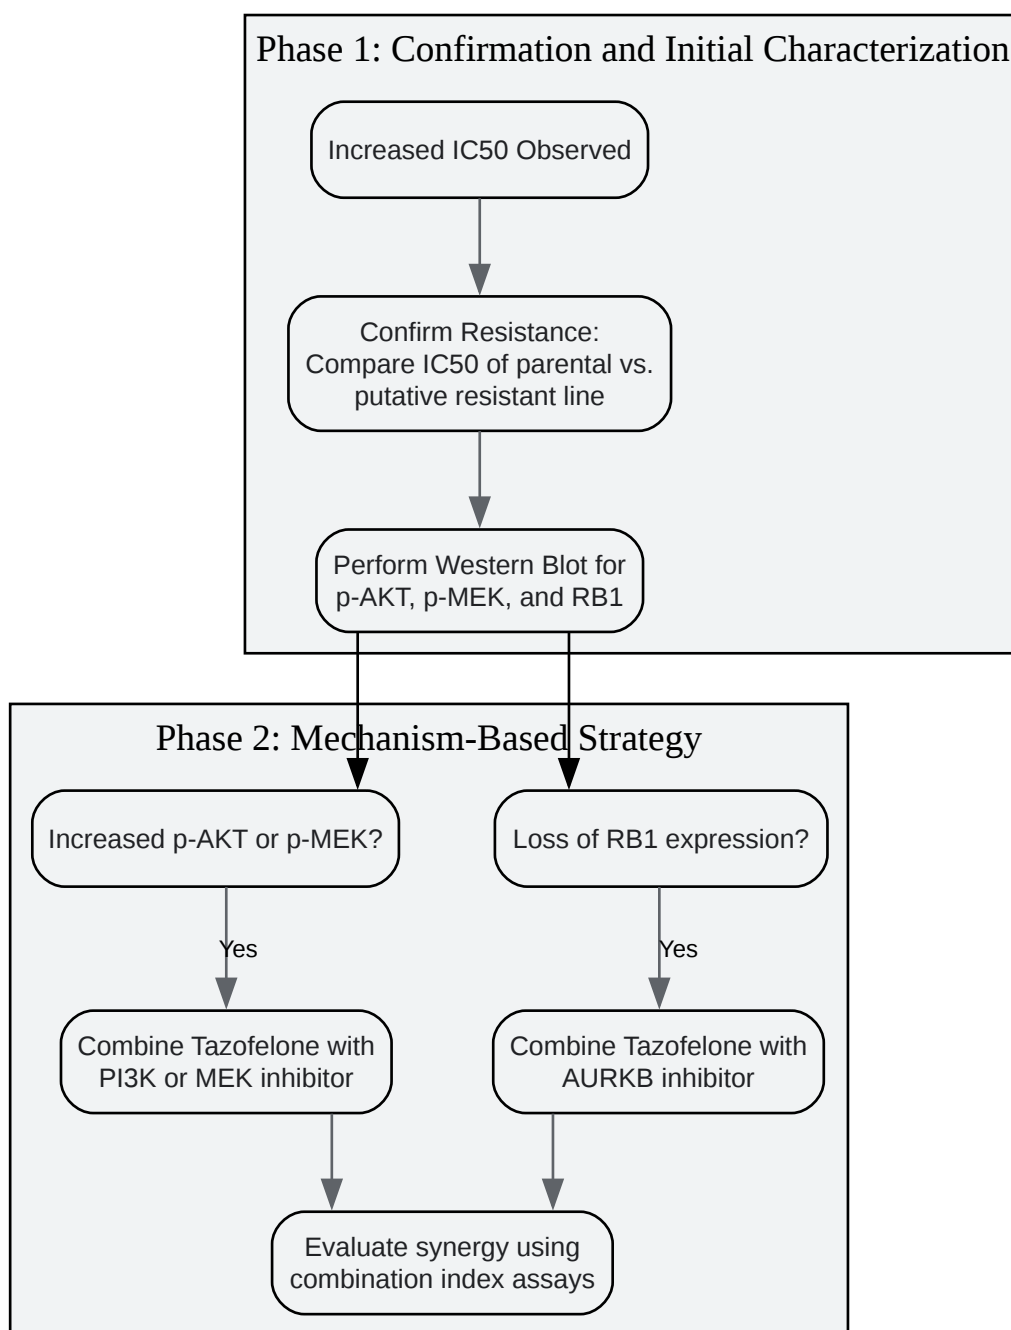 Phase 1: Confirmation and Initial Characterization
Increased IC50 Observed
Confirm Resistance:
Compare IC50 of parental vs.
putative resistant line
Perform Western Blot for
p-AKT, p-MEK, and RB1
Phase 2: Mechanism-Based Strategy
Increased p-AKT or p-MEK?
Loss of RB1 expression?
Yes
Yes
Combine Tazofelone with
PI3K or MEK inhibitor
Combine Tazofelone with
AURKB inhibitor
Evaluate synergy using
combination index assays